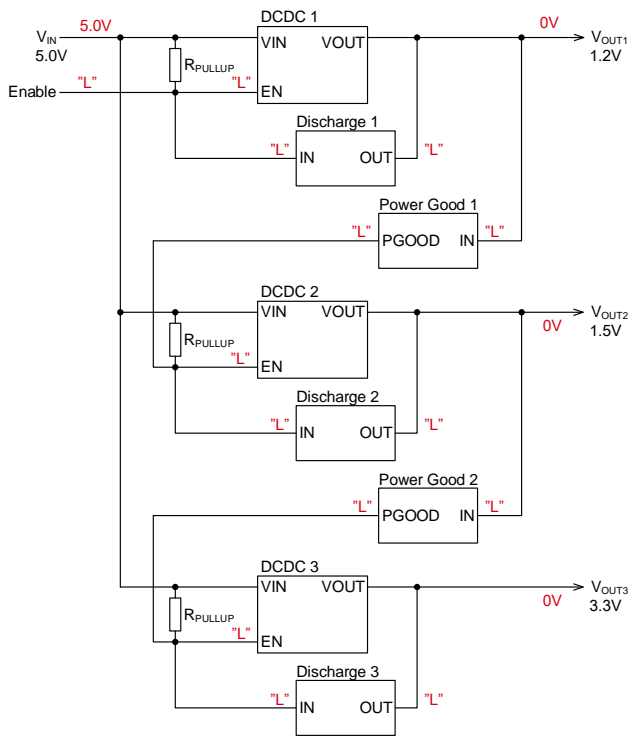 V_IN 5.0V DCDC 1 0V V_OUT1
5.0V VIN VOUT 1.2V
R_PULLUP
Enable "L" "L" EN
Discharge 1
"L" IN OUT "L"
Power Good 1
"L" PGOOD IN "L"
DCDC 2
VIN VOUT V_OUT2
0V 1.5V
R_PULLUP
"L" EN
Discharge 2
"L" IN OUT "L"
Power Good 2
"L" PGOOD IN "L"
DCDC 3
VIN VOUT V_OUT3
0V 3.3V
R_PULLUP
"L" EN
Discharge 3
"L" IN OUT "L"